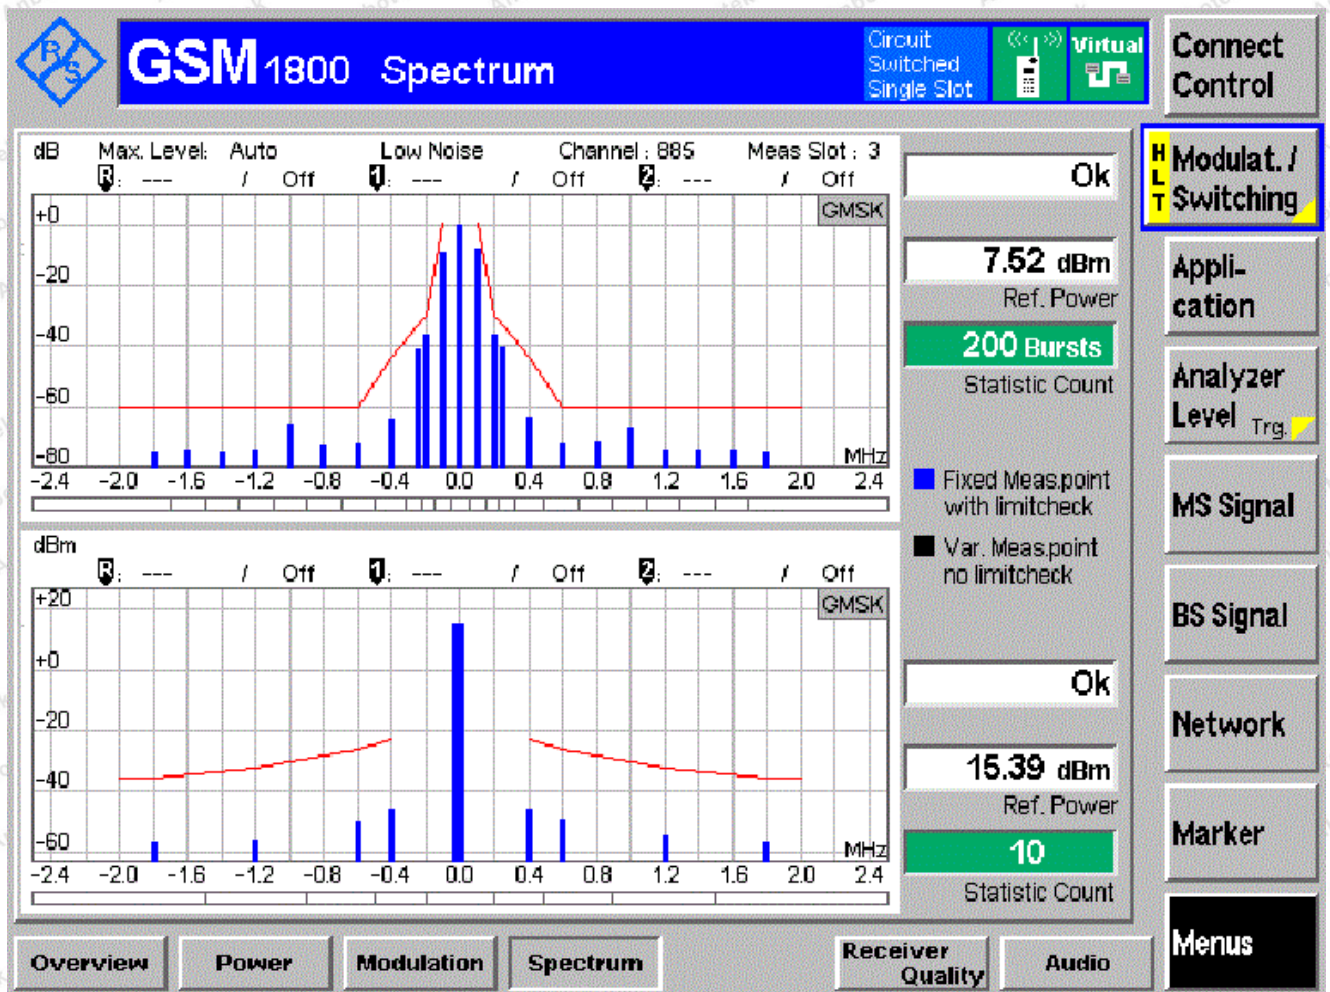 R S
GSM 1800 Spectrum
Circuit
Switched
Single Slot
Virtual
Connect
Control
dB Max. Level: Auto Low Noise Channel : 885 Meas Slot : 3
R : --- / Off 1 : --- / Off 2 : --- / Off
GMSK
+0
-20
-40
-60
-80
MHz
-2.4 -2.0 -1.6 -1.2 -0.8 -0.4 0.0 0.4 0.8 1.2 1.6 2.0 2.4
Ok
7.52 dBm
Ref. Power
200 Bursts
Statistic Count
Fixed Meas.point
with limitcheck
Var. Meas.point
no limitcheck
dBm
R : --- / Off 1 : --- / Off 2 : --- / Off
GMSK
+20
+0
-20
-40
-60
MHz
-2.4 -2.0 -1.6 -1.2 -0.8 -0.4 0.0 0.4 0.8 1.2 1.6 2.0 2.4
Ok
15.39 dBm
Ref. Power
10
Statistic Count
HLT
Modulat. /
Switching
Appli-
cation
Analyzer
Level Trg.
MS Signal
BS Signal
Network
Marker
Menus
Overview Power Modulation Spectrum
Receiver
Quality
Audio